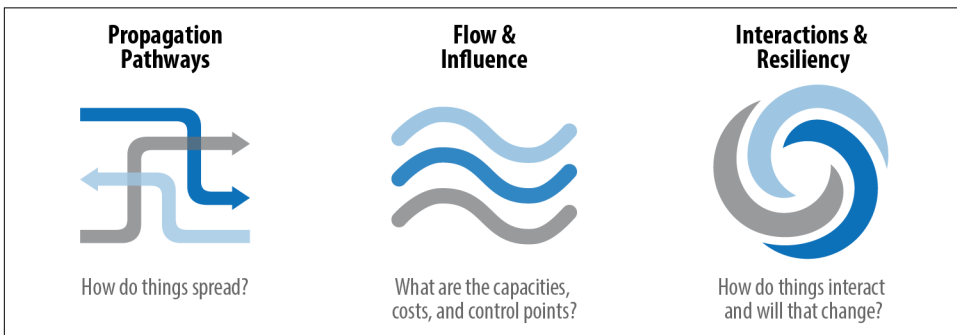 Propagation
Pathways
How do things spread?
Flow &
Influence
What are the capacities,
costs, and control points?
Interactions &
Resiliency
How do things interact
and will that change?